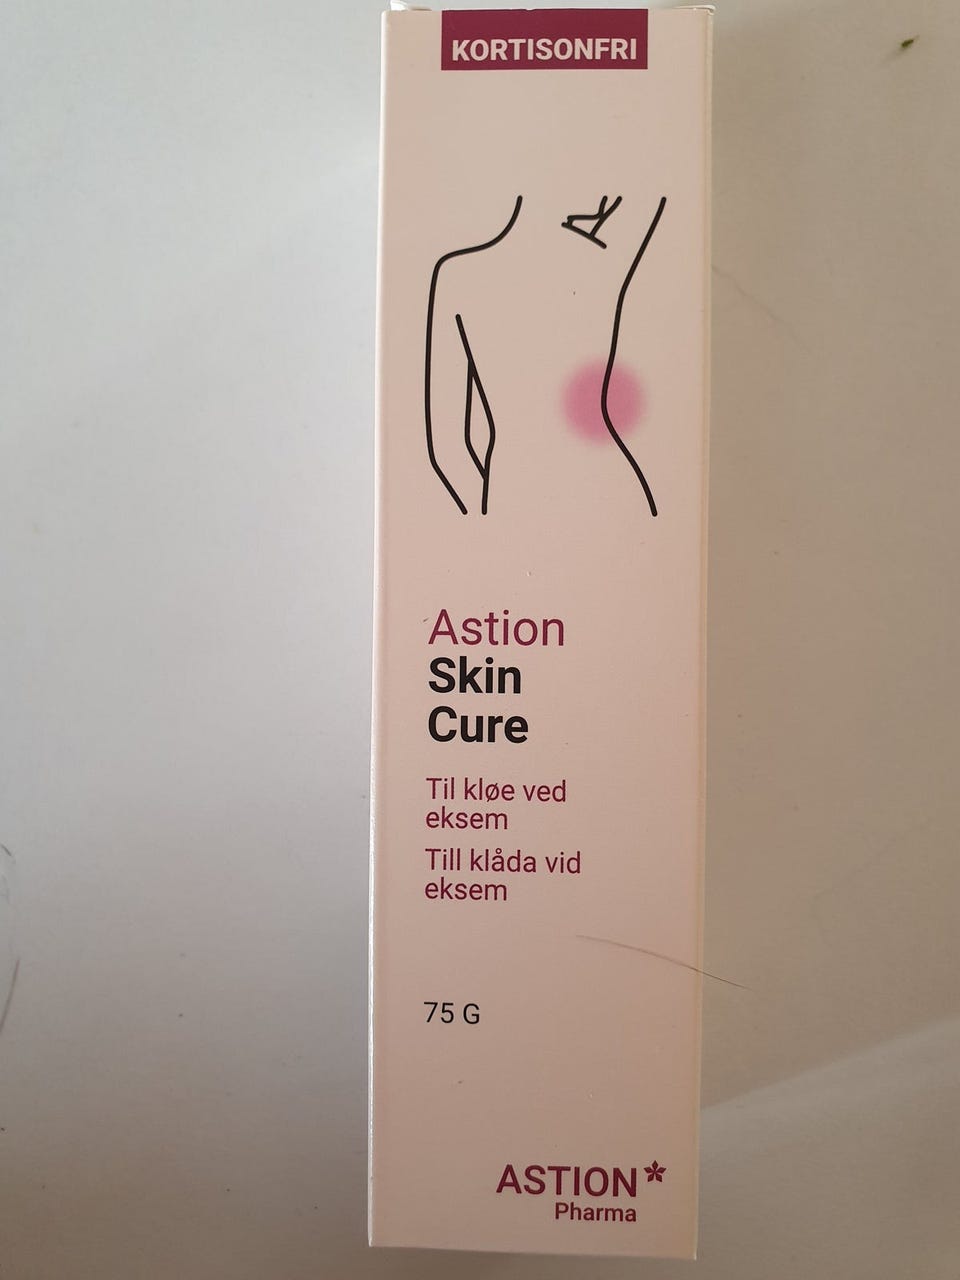 KORTISONFRI
Astion
Skin
Cure
Til kløe ved
eksem
Till klåda vid
eksem
75 G
ASTION
Pharma